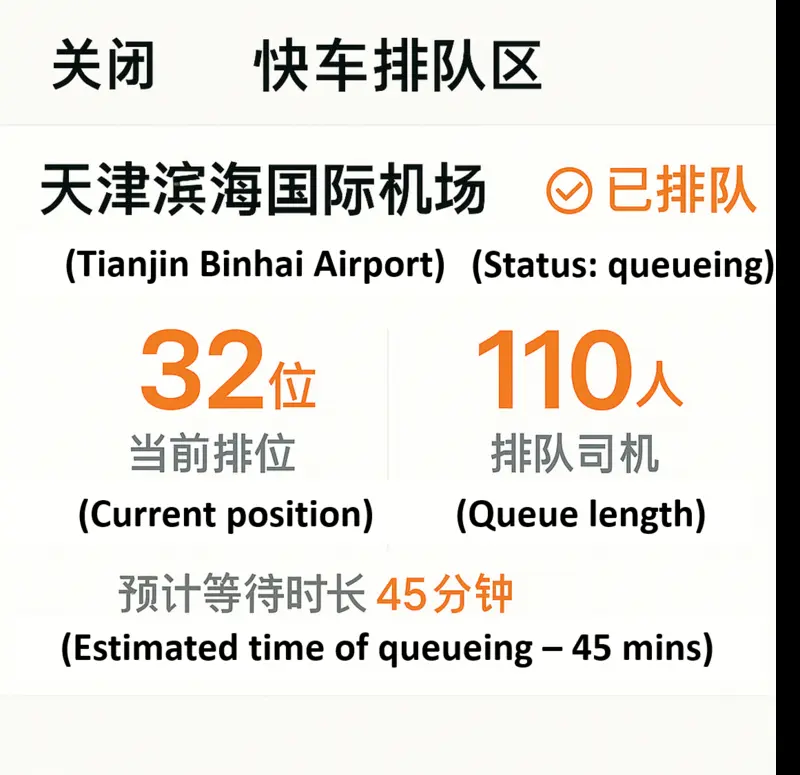 关闭 快车排队区
天津滨海国际机场 已排队
(Tianjin Binhai Airport) (Status: queueing)
32位 110人
当前排位 排队司机
(Current position) (Queue length)
预计等待时长 45分钟
(Estimated time of queueing – 45 mins)